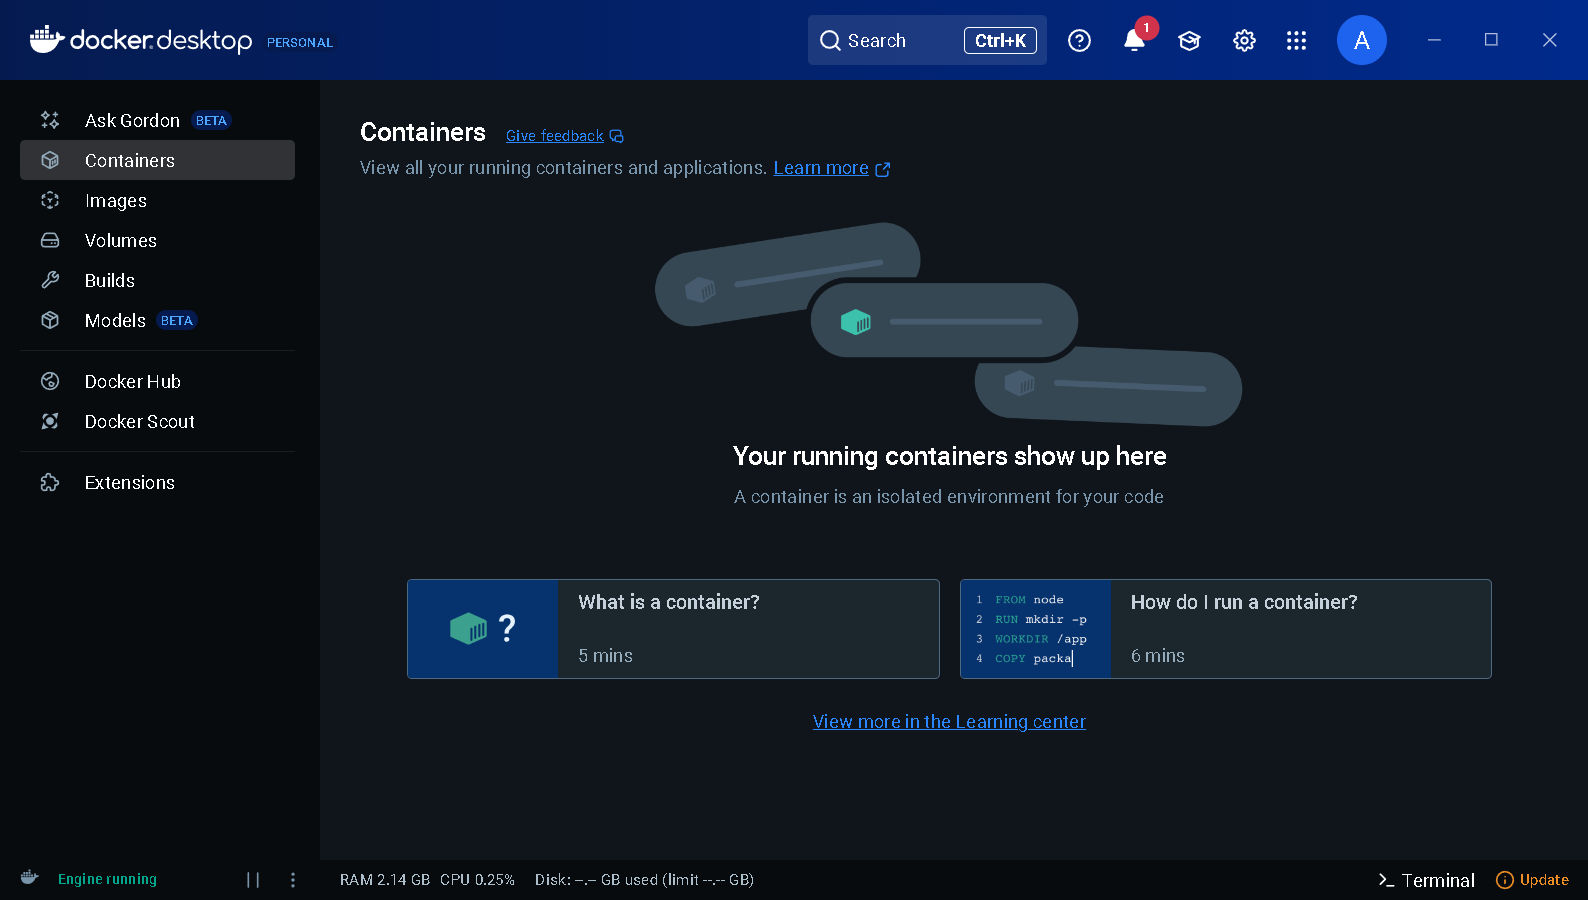 docker.desktop PERSONAL
Search Ctrl+K
1
A
Ask Gordon BETA
Containers
Images
Volumes
Builds
Models BETA
Docker Hub
Docker Scout
Extensions
Containers Give feedback
View all your running containers and applications. Learn more
Your running containers show up here
A container is an isolated environment for your code
?
What is a container?
5 mins
1 FROM node
2 RUN mkdir -p
3 WORKDIR /app
4 COPY packa
How do I run a container?
6 mins
View more in the Learning center
Engine running
RAM 2.14 GB CPU 0.25% Disk: --.-- GB used (limit --.-- GB)
Terminal
Update